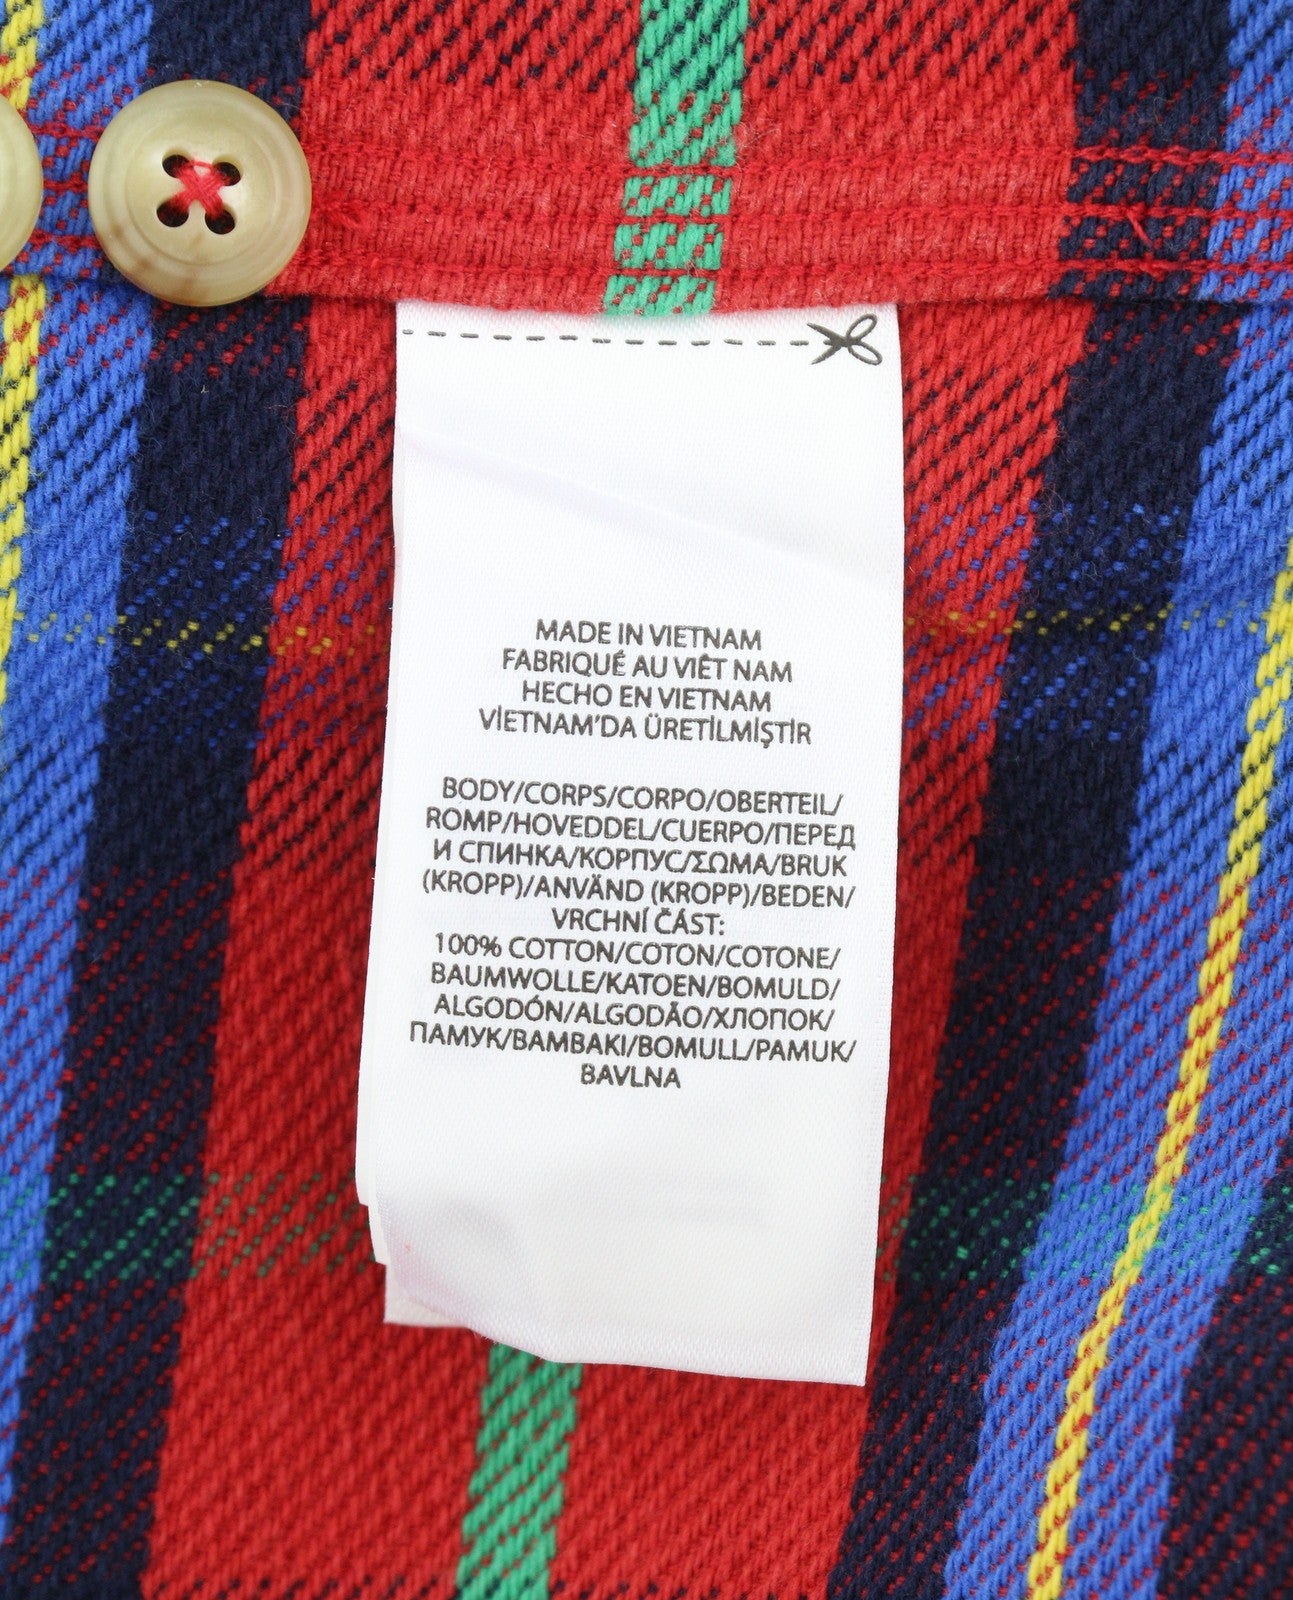 MADE IN VIETNAM
FABRIQUÉ AU VIÊT NAM
HECHO EN VIETNAM
VİETNAM'DA ÜRETİLMİŞTİR
BODY/CORPS/CORPO/OBERTEIL/
ROMP/HOVEDDEL/CUERPO/ПЕРЕД
И СПИНКА/КОРПУС/ΣΩΜΑ/BRUK
(KROPP)/ANVÄND (KROPP)/BEDEN/
VRCHNÍ ČÁST:
100% COTTON/COTON/COTONE/
BAUMWOLLE/KATOEN/BOMULD/
ALGODÓN/ALGODÃO/ХЛОПОК/
ПАМУК/ΒΑΜΒΑΚΙ/BOMULL/PAMUK/
BAVLNA